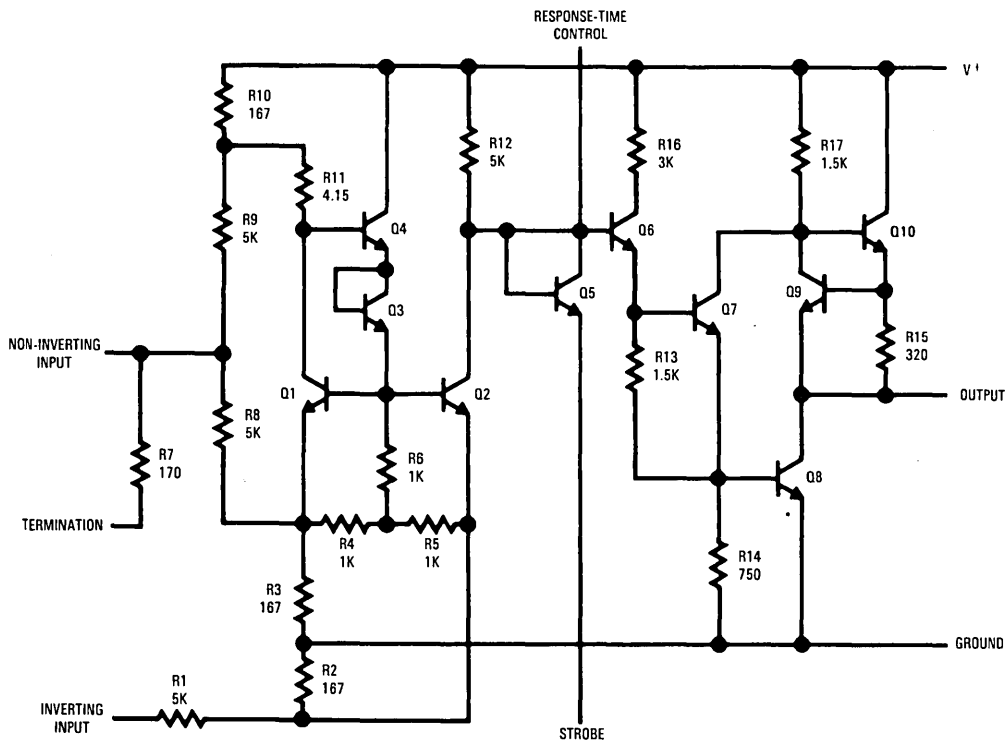 RESPONSE-TIME
CONTROL
V+
R10
167
R12
5K
R16
3K
R17
1.5K
R11
4.15
R9
5K
Q4
Q6
Q10
Q3
Q5
Q7
Q9
NON-INVERTING
INPUT
R13
1.5K
R15
320
Q1
Q2
OUTPUT
R8
5K
R7
170
R6
1K
Q8
TERMINATION
R4
1K
R5
1K
R14
750
R3
167
GROUND
R2
167
R1
5K
INVERTING
INPUT
STROBE